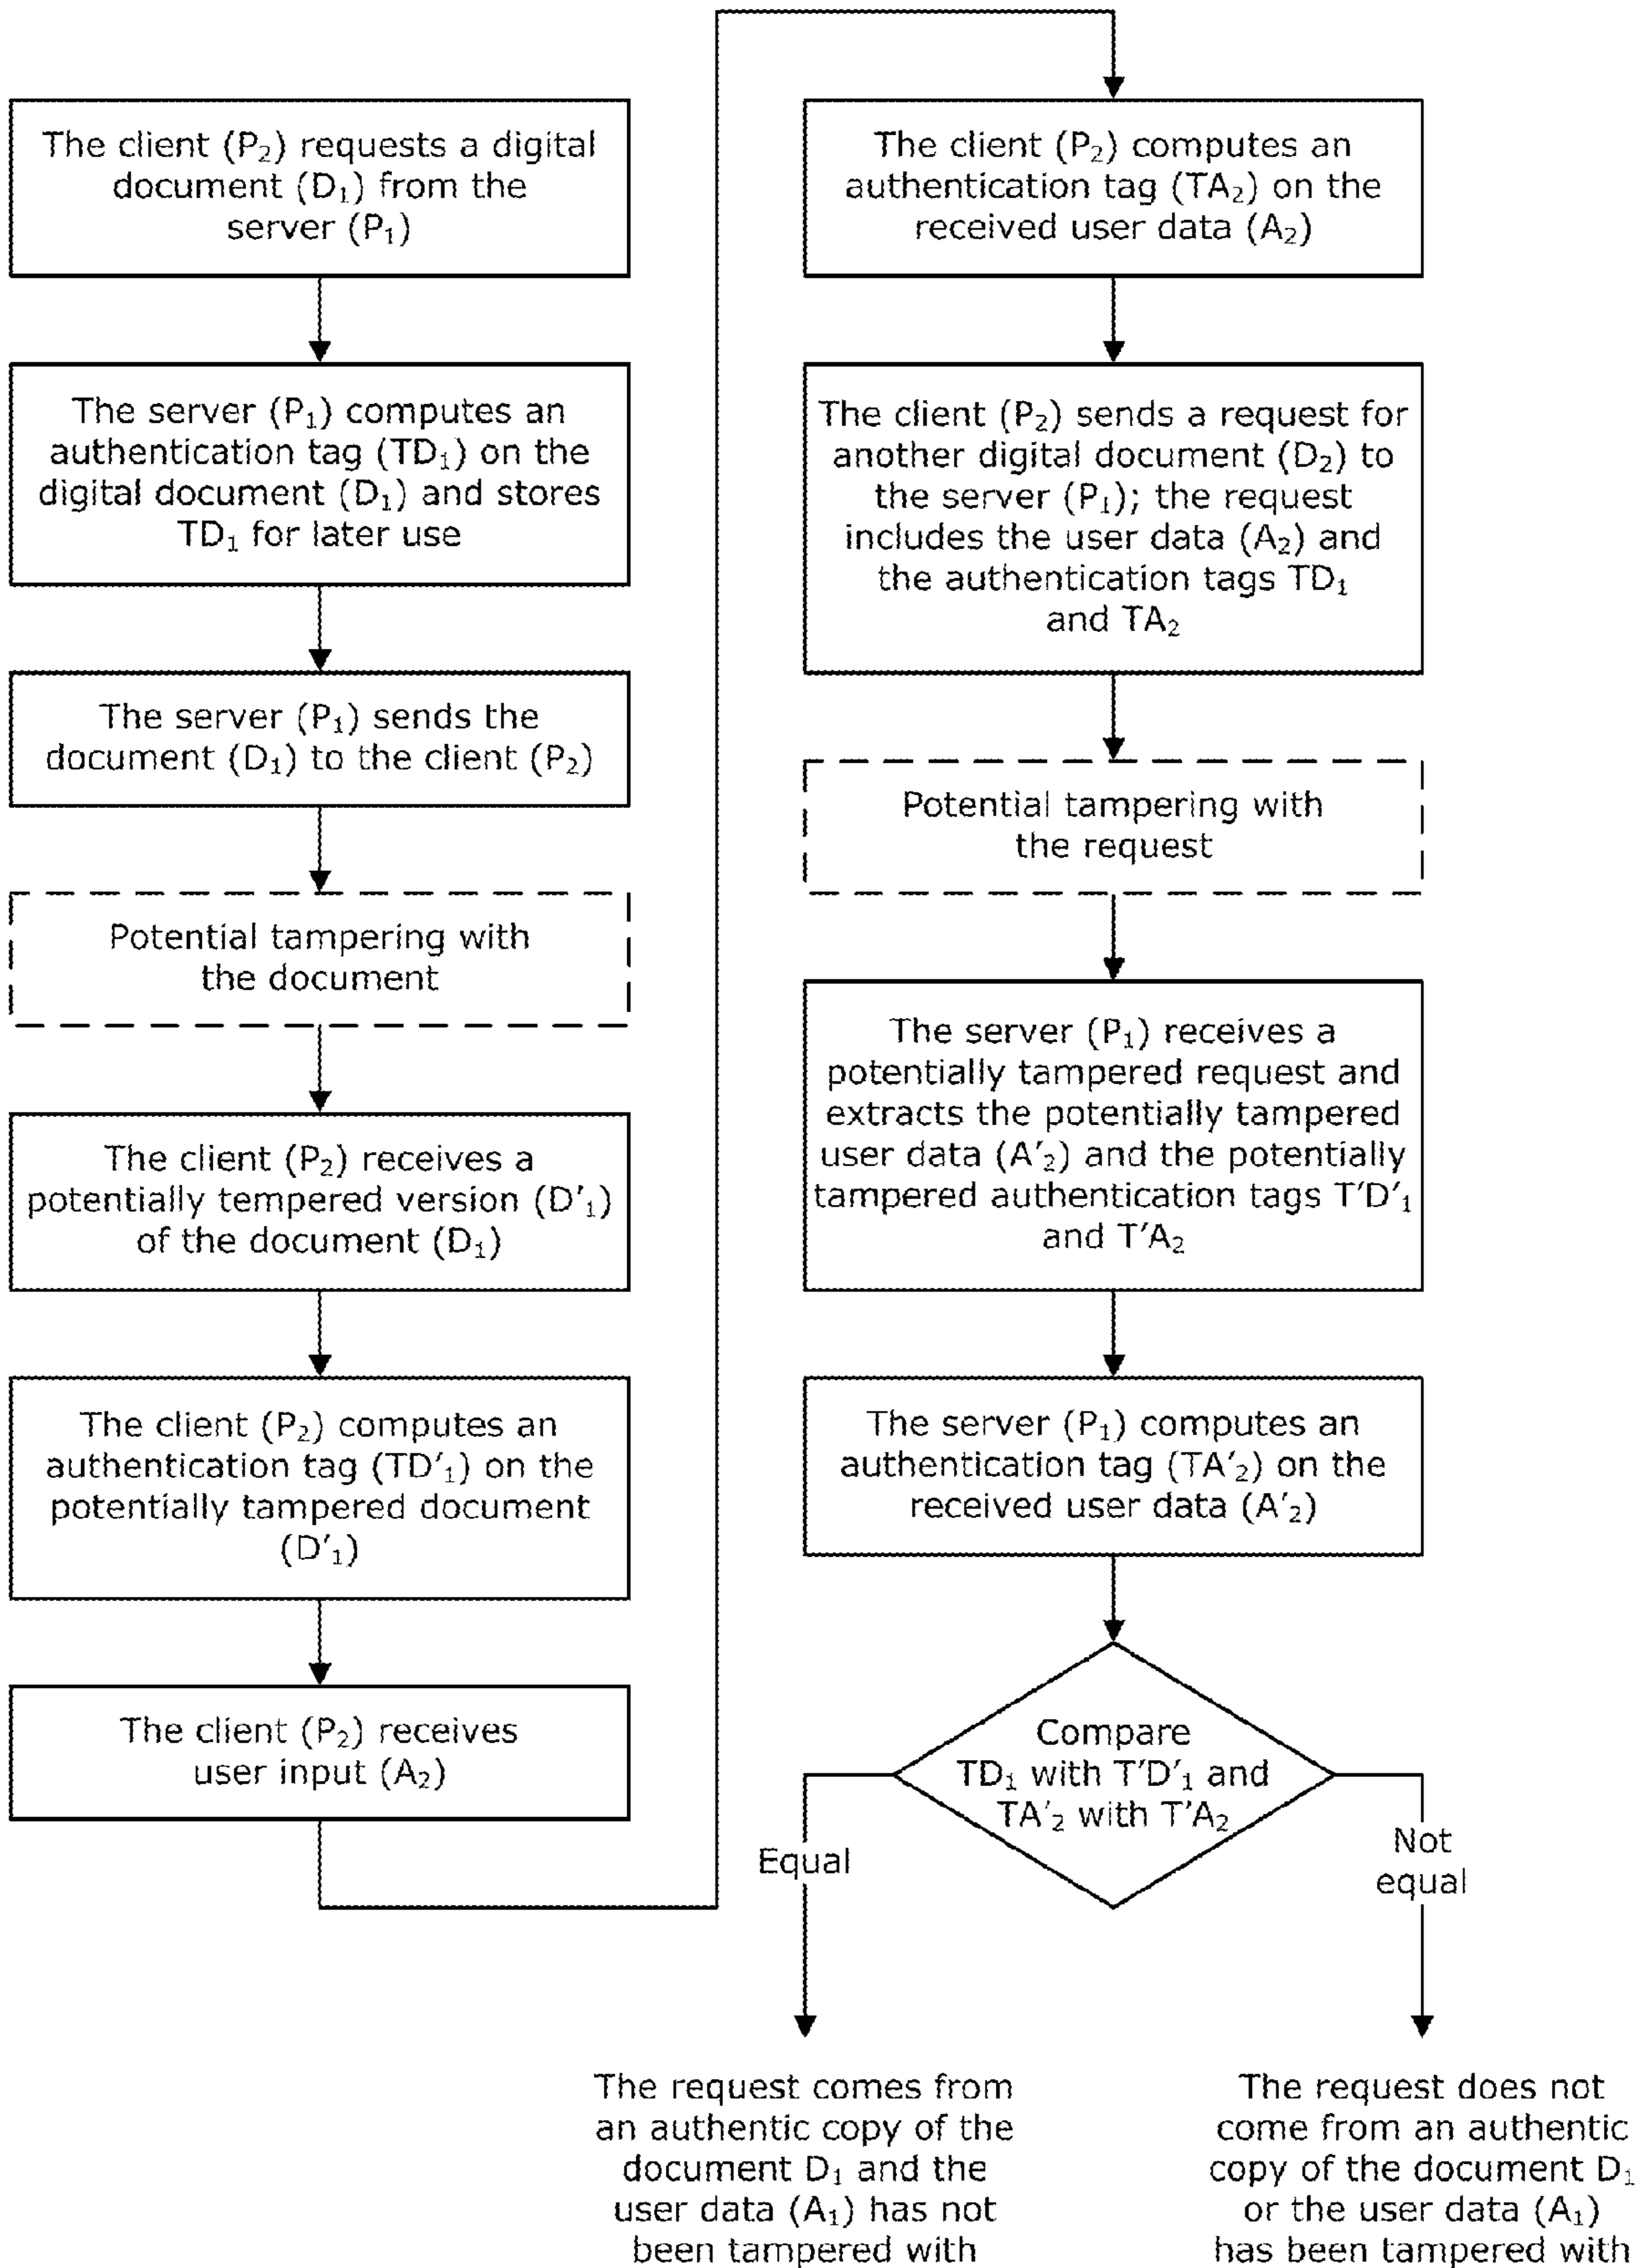 The client (P₂) requests a digital
document (D₁) from the
server (P₁)
The server (P₁) computes an
authentication tag (TD₁) on the
digital document (D₁) and stores
TD₁ for later use
The server (P₁) sends the
document (D₁) to the client (P₂)
Potential tampering with
the document
The client (P₂) receives a
potentially tempered version (D′₁)
of the document (D₁)
The client (P₂) computes an
authentication tag (TD′₁) on the
potentially tampered document
(D′₁)
The client (P₂) receives
user input (A₂)
The client (P₂) computes an
authentication tag (TA₂) on the
received user data (A₂)
The client (P₂) sends a request for
another digital document (D₂) to
the server (P₁); the request
includes the user data (A₂) and
the authentication tags TD₁
and TA₂
Potential tampering with
the request
The server (P₁) receives a
potentially tampered request and
extracts the potentially tampered
user data (A′₂) and the potentially
tampered authentication tags T′D′₁
and T′A₂
The server (P₁) computes an
authentication tag (TA′₂) on the
received user data (A′₂)
Compare
TD₁ with T′D′₁ and
TA′₂ with T′A₂
Equal
Not
equal
The request comes from
an authentic copy of the
document D₁ and the
user data (A₁) has not
been tampered with
The request does not
come from an authentic
copy of the document D₁
or the user data (A₁)
has been tampered with